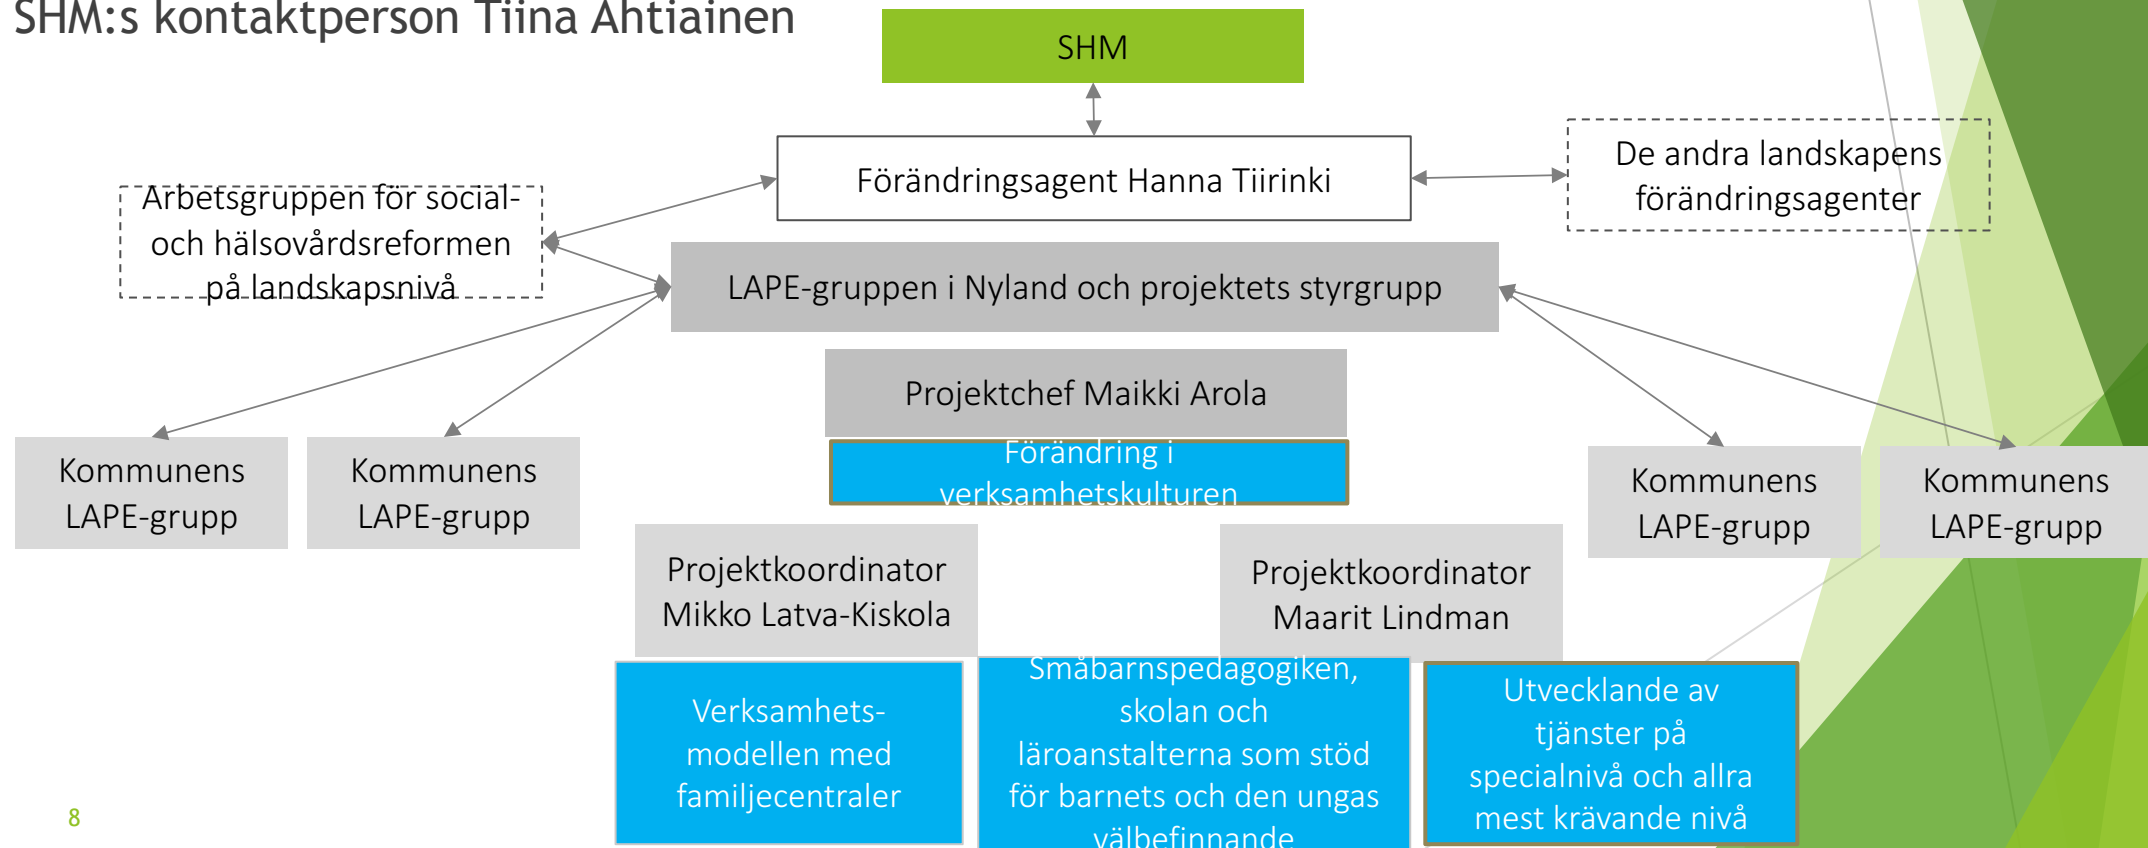 SHM:s kontaktperson Tiina Ahtiainen
SHM
Förändringsagent Hanna Tiirinki
De andra landskapens
förändringsagenter
Arbetsgruppen för social-
och hälsovårdsreformen
på landskapsnivå
LAPE-gruppen i Nyland och projektets styrgrupp
Projektchef Maikki Arola
Förändring i
verksamhetskulturen
Kommunens
LAPE-grupp
Kommunens
LAPE-grupp
Kommunens
LAPE-grupp
Kommunens
LAPE-grupp
Projektkoordinator
Mikko Latva-Kiskola
Projektkoordinator
Maarit Lindman
Verksamhets-
modellen med
familjecentraler
Småbarnspedagogiken,
skolan och
läroanstalterna som stöd
för barnets och den ungas
välbefinnande
Utvecklande av
tjänster på
specialnivå och allra
mest krävande nivå
8